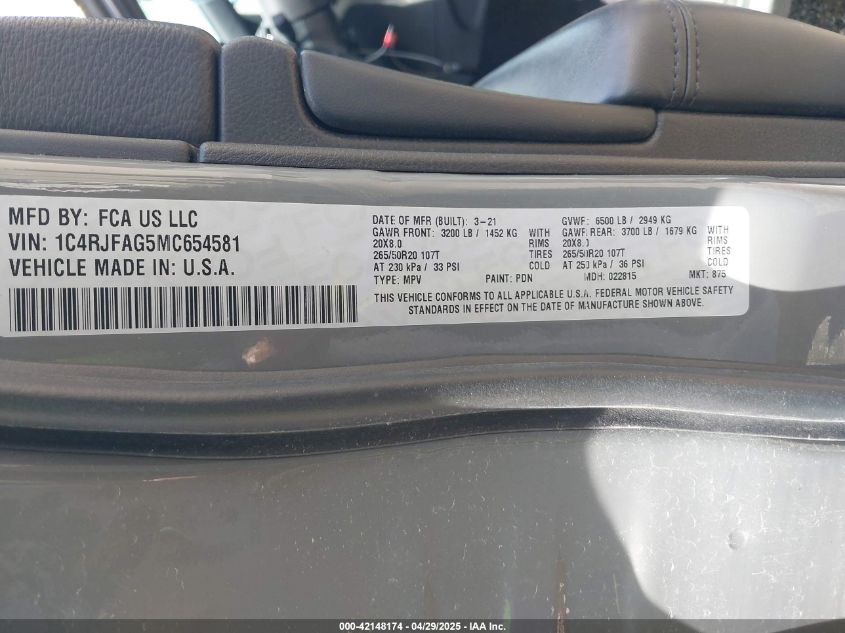 MFD BY: FCA US LLC
VIN: 1C4RJFAG5MC654581
VEHICLE MADE IN: U.S.A.
DATE OF MFR (BUILT): 3-21 GVWF: 6500 LB / 2949 KG
GAWR FRONT: 3200 LB / 1452 KG WITH GAWF REAR: 3700 LB / 1679 KG WITH
20X8.0 RIMS 20X8.) RIMS
265/50R20 107T TIRES 265/50R20 107T TIRES
AT 230 kPa / 33 PSI COLD AT 250 kPa / 36 PSI COLD
TYPE: MPV PAINT: PDN MDH: 022815 MKT: 875
THIS VEHICLE CONFORMS TO ALL APPLICABLE U.S.A. FEDERAL MOTOR VEHICLE SAFETY
STANDARDS IN EFFECT ON THE DATE OF MANUFACTURE SHOWN ABOVE.
000-42148174 - 04/29/2025 - IAA Inc.